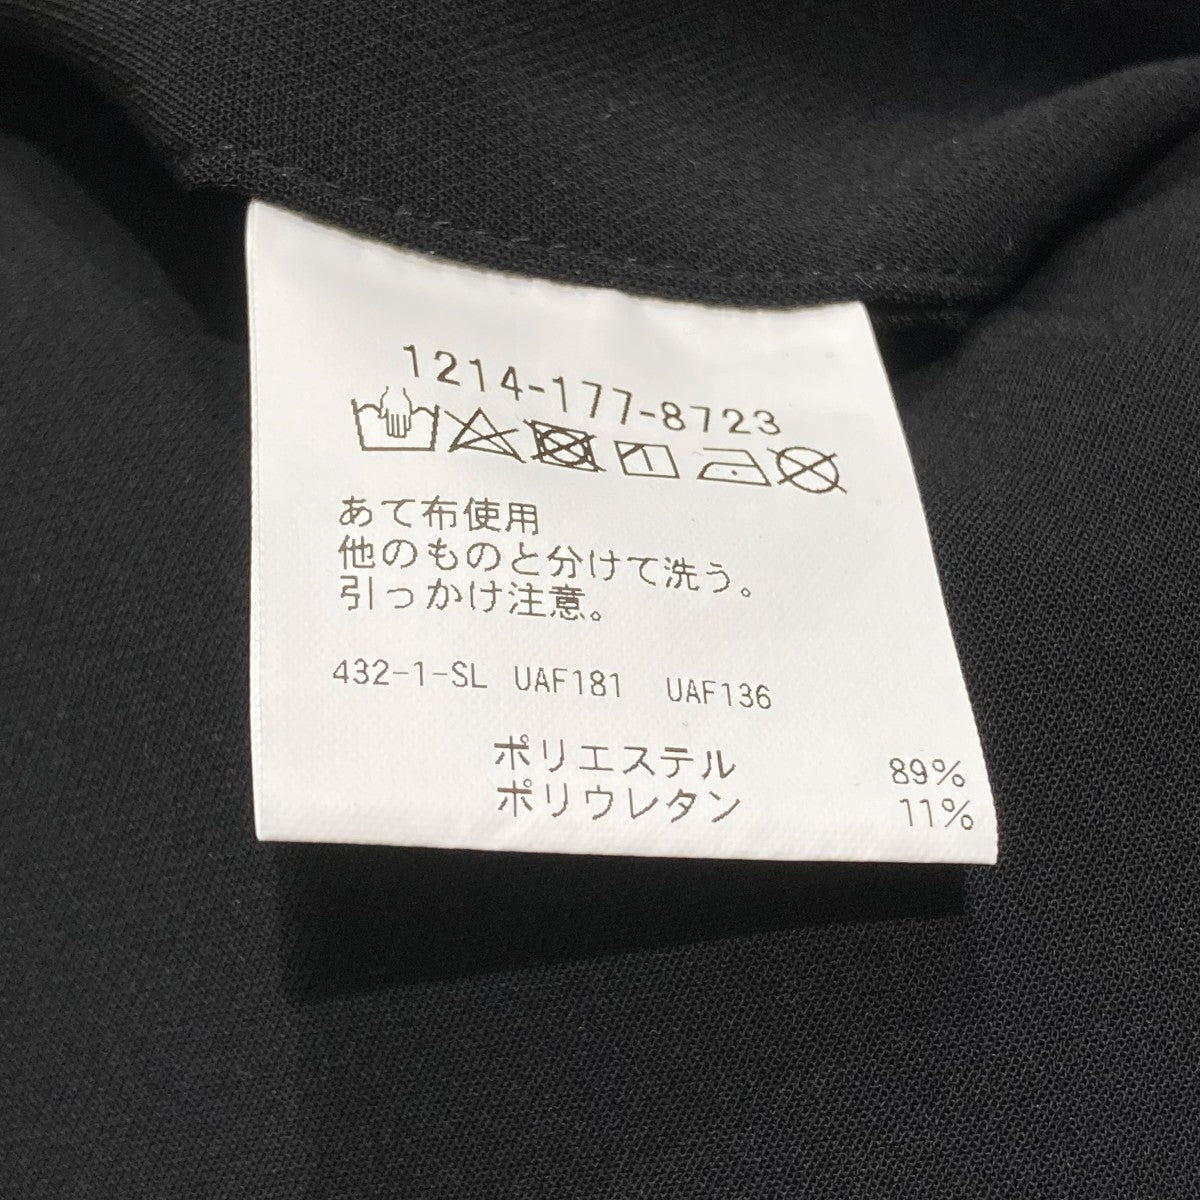 1214-177-8723
あて布使用
他のものと分けて洗う。
引っかけ注意。
432-1-SL UAF181 UAF136
ポリエステル 89%
ポリウレタン 11%